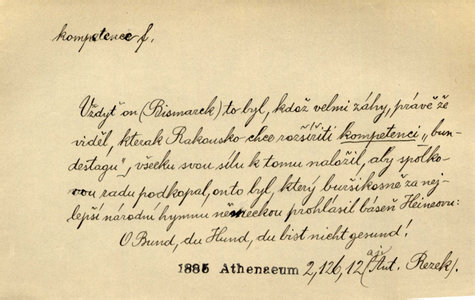 kompetence f.
Vždyť on (Bismarck) to byl, kdož velmi záhy, právě že
viděl, kterak Rakousko chce rozšířiti kompetenci „bun-
destagu", všecku svou sílu k tomu naložil, aby spolko-
vou radu podkopal, on to byl, který buršikosně za nej-
lepší národnu hymnu německou prohlásil báseň Heineovu:
O Bund, du Hund, du bist nicht gesund!
1885 Athenaeum 2, 126, 12 (Ant. Rezek).